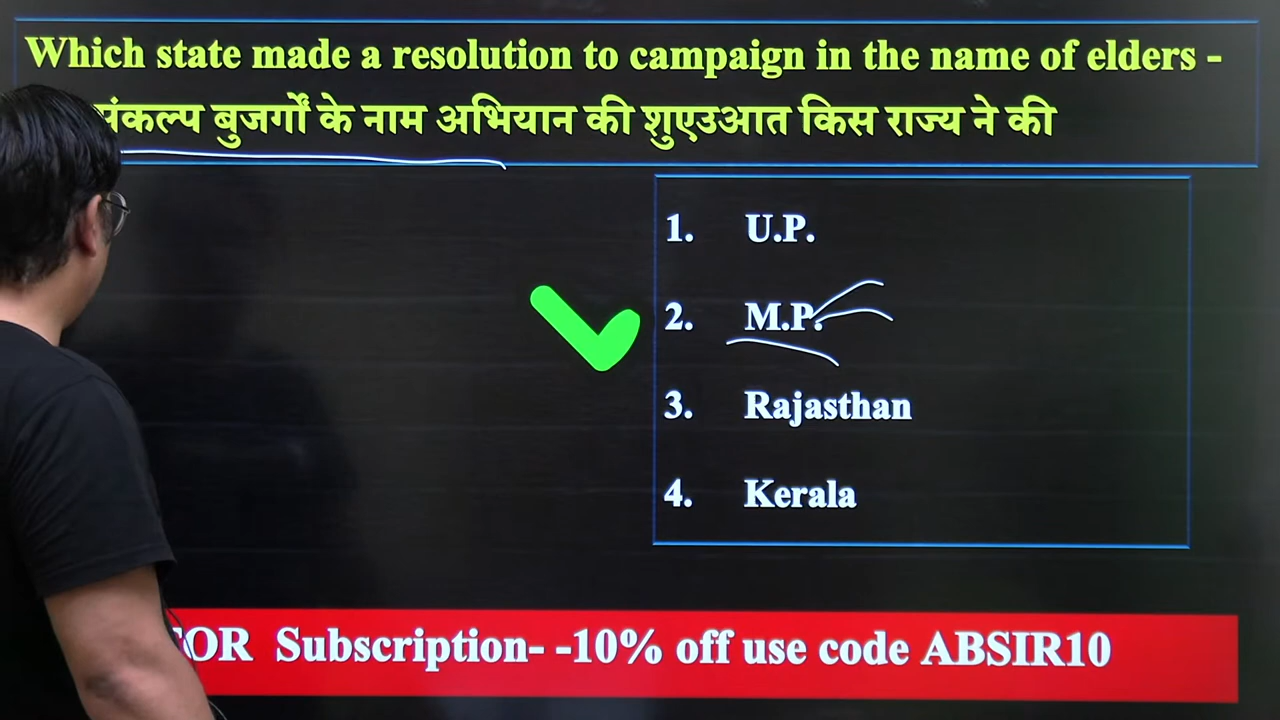 Which state made a resolution to campaign in the name of elders -
बुजर्गों के नाम अभियान की शुएउआत किस राज्य ने की
1. U.P.
2. M.P.
3. Rajasthan
4. Kerala
Subscription- -10% off use code ABSIR10